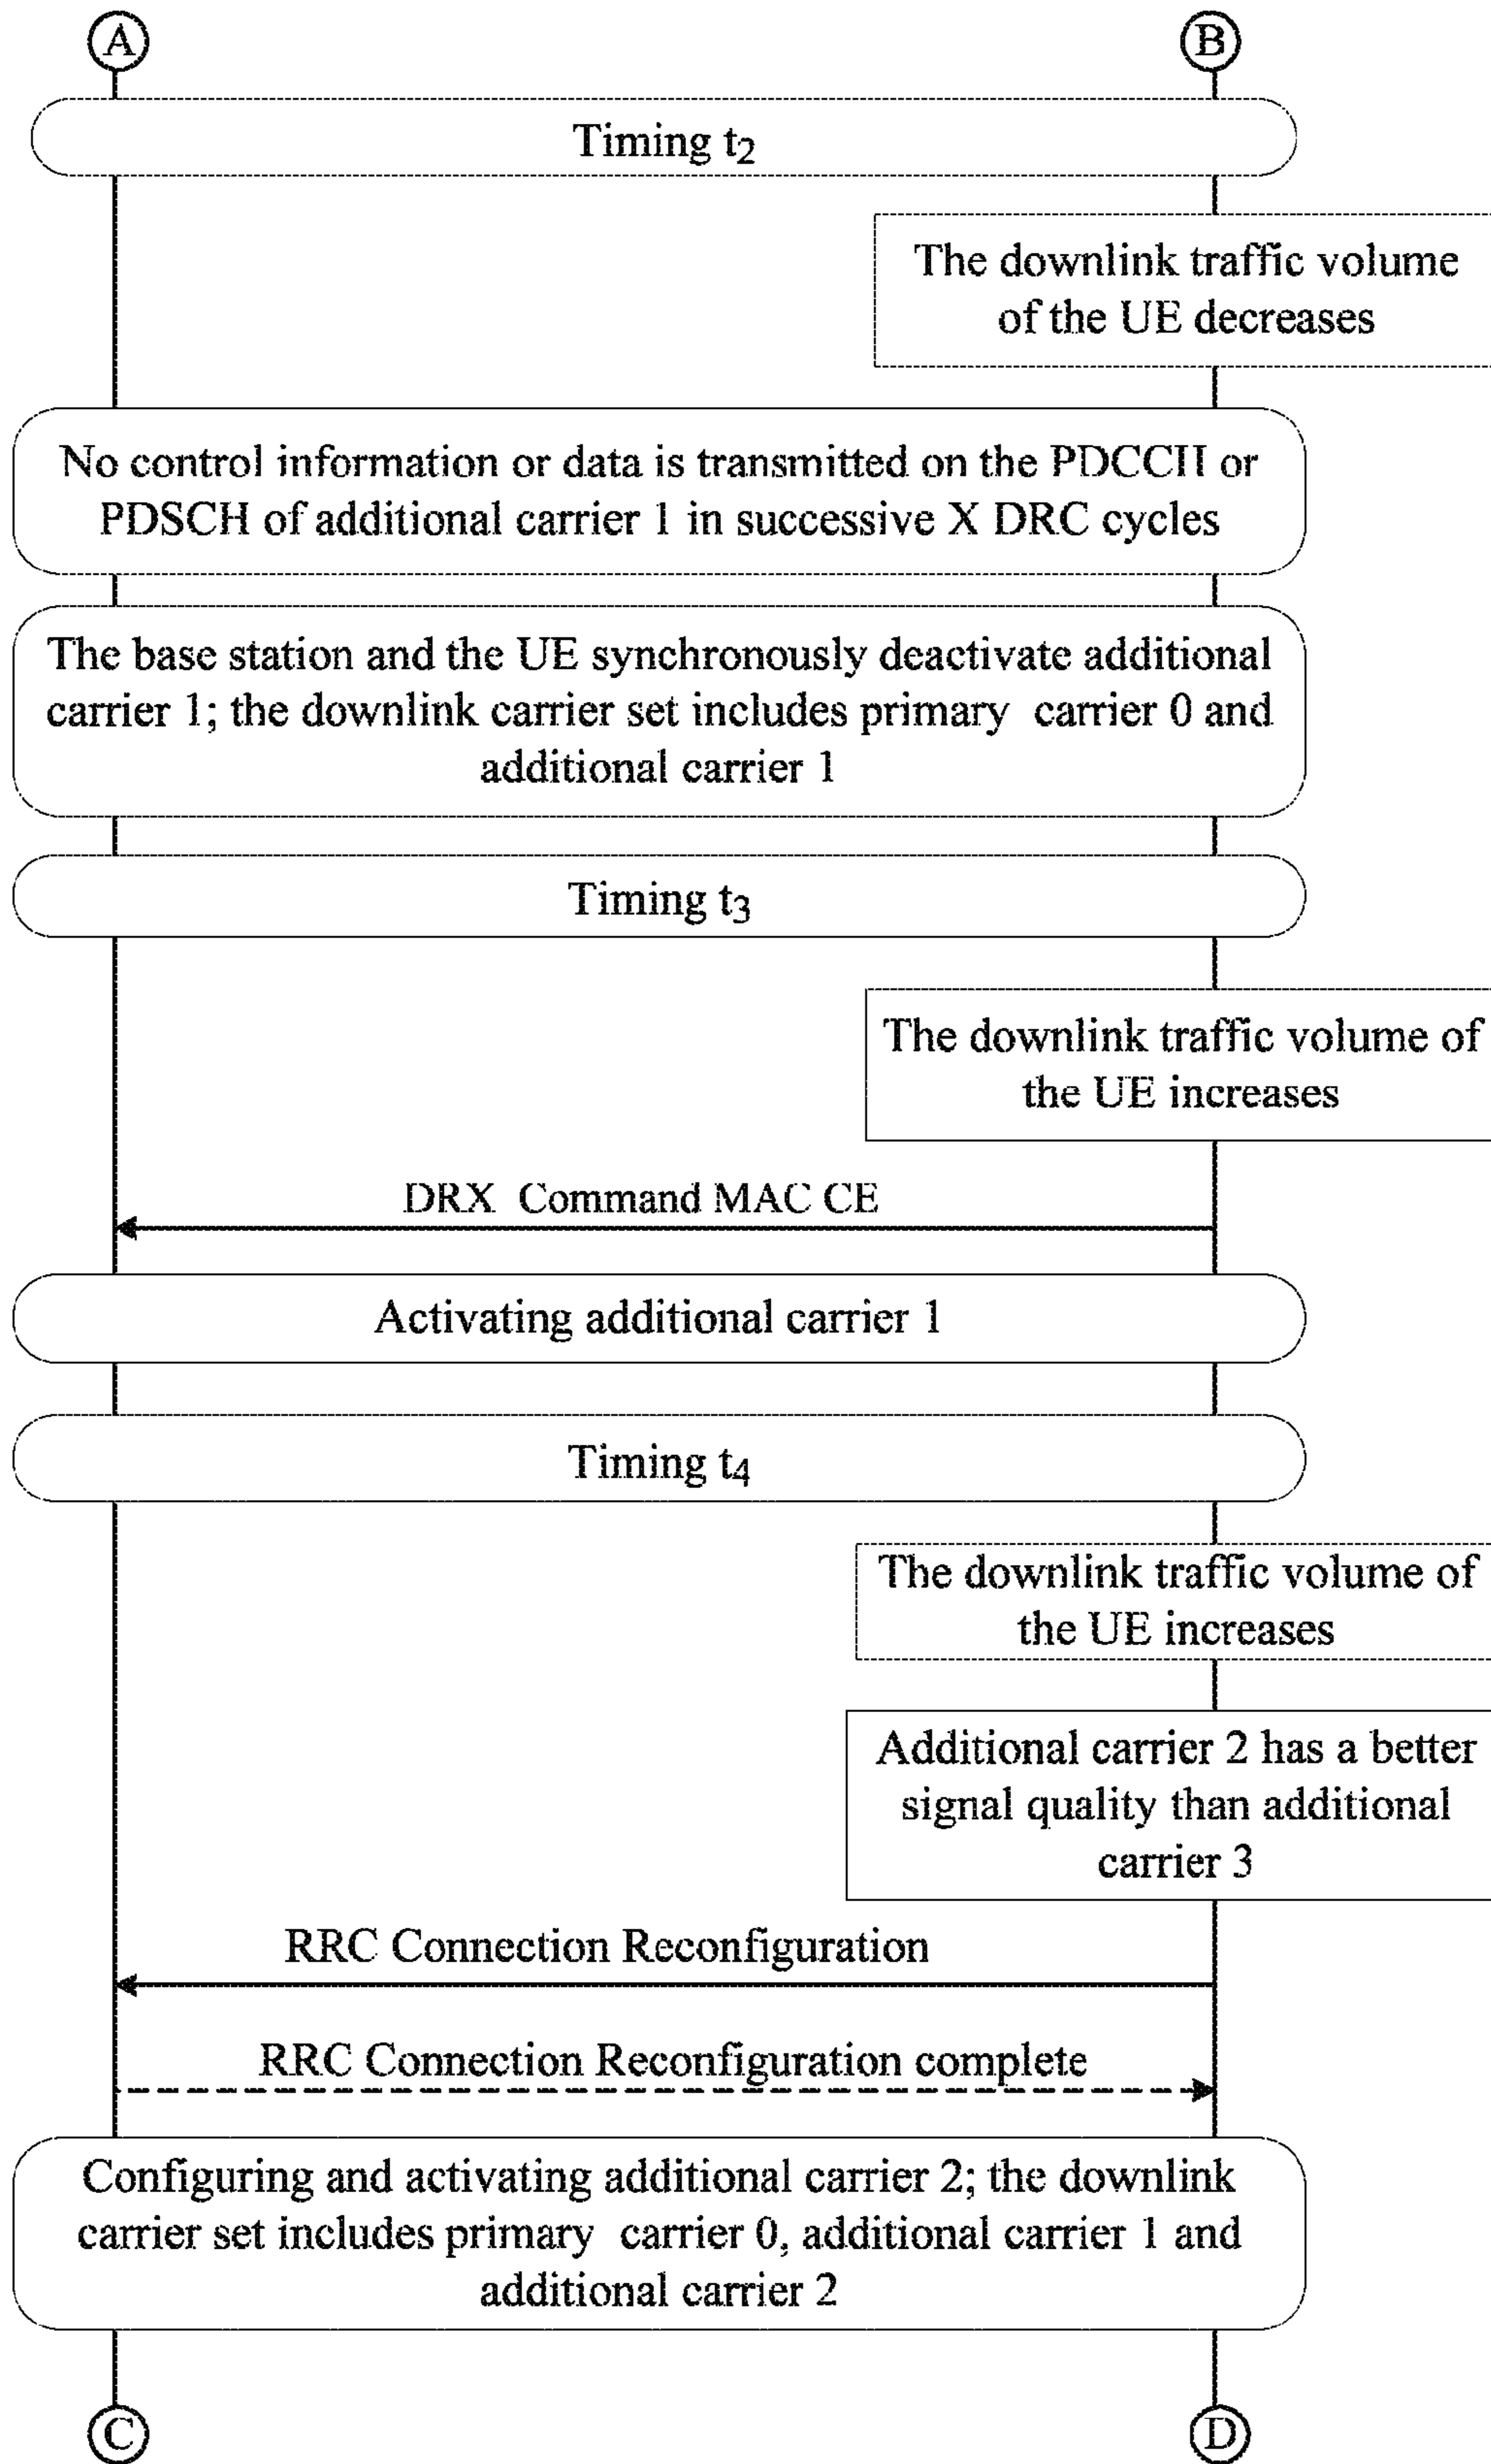 A
B
Timing t2
The downlink traffic volume
of the UE decreases
No control information or data is transmitted on the PDCCII or
PDSCH of additional carrier 1 in successive X DRC cycles
The base station and the UE synchronously deactivate additional
carrier 1; the downlink carrier set includes primary carrier 0 and
additional carrier 1
Timing t3
The downlink traffic volume of
the UE increases
DRX Command MAC CE
Activating additional carrier 1
Timing t4
The downlink traffic volume of
the UE increases
Additional carrier 2 has a better
signal quality than additional
carrier 3
RRC Connection Reconfiguration
RRC Connection Reconfiguration complete
Configuring and activating additional carrier 2; the downlink
carrier set includes primary carrier 0, additional carrier 1 and
additional carrier 2
C
D